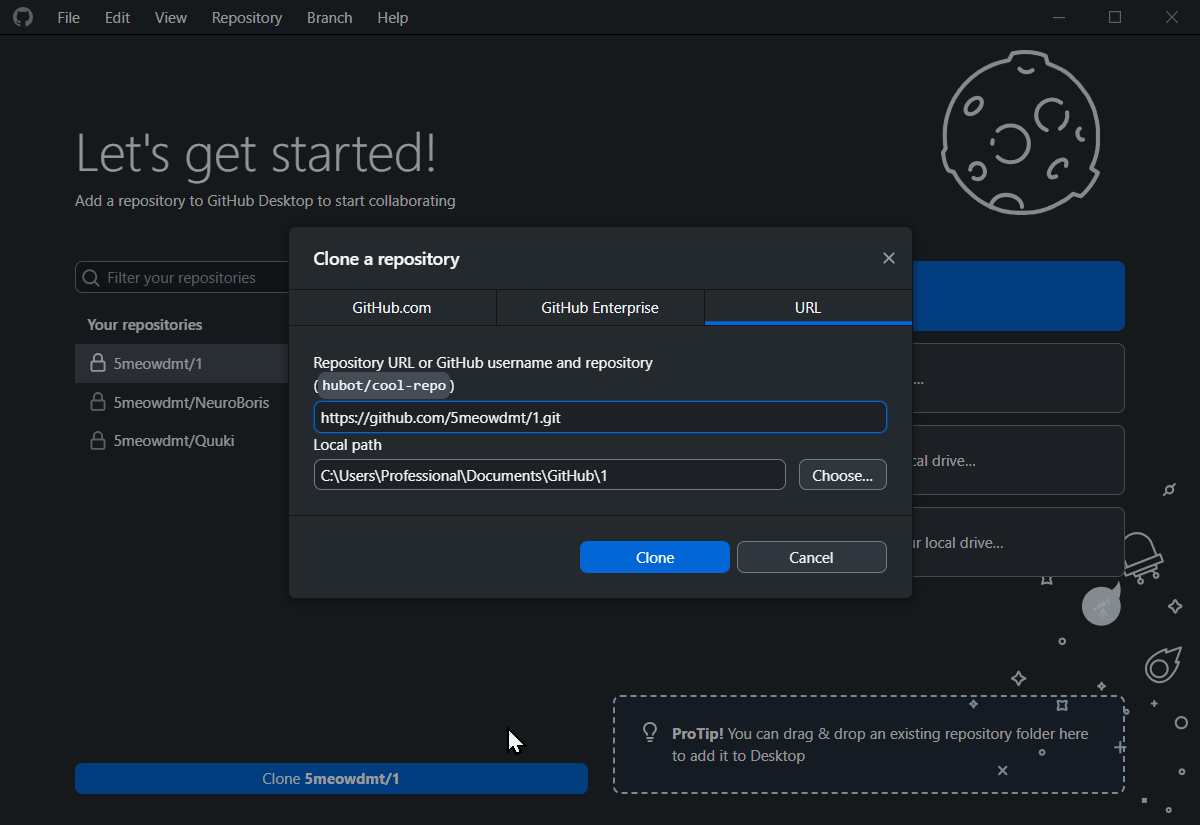 File Edit View Repository Branch Help
Let's get started!
Add a repository to GitHub Desktop to start collaborating
Filter your repositories
Your repositories
5meowdmt/1
5meowdmt/NeuroBoris
5meowdmt/Quuki
Clone 5meowdmt/1
Clone a repository
GitHub.com GitHub Enterprise URL
Repository URL or GitHub username and repository
(hubot/cool-repo)
https://github.com/5meowdmt/1.git
Local path
C:\Users\Professional\Documents\GitHub\1 Choose...
Clone Cancel
...
cal drive...
r local drive...
ProTip! You can drag & drop an existing repository folder here
to add it to Desktop